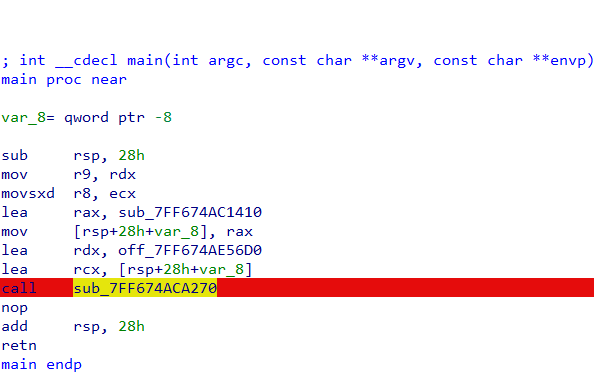 ; int __cdecl main(int argc, const char **argv, const char **envp)
main proc near
var_8= qword ptr -8
sub rsp, 28h
mov r9, rdx
movsxd r8, ecx
lea rax, sub_7FF674AC1410
mov [rsp+28h+var_8], rax
lea rdx, off_7FF674AE56D0
lea rcx, [rsp+28h+var_8]
call sub_7FF674ACA270
nop
add rsp, 28h
retn
main endp